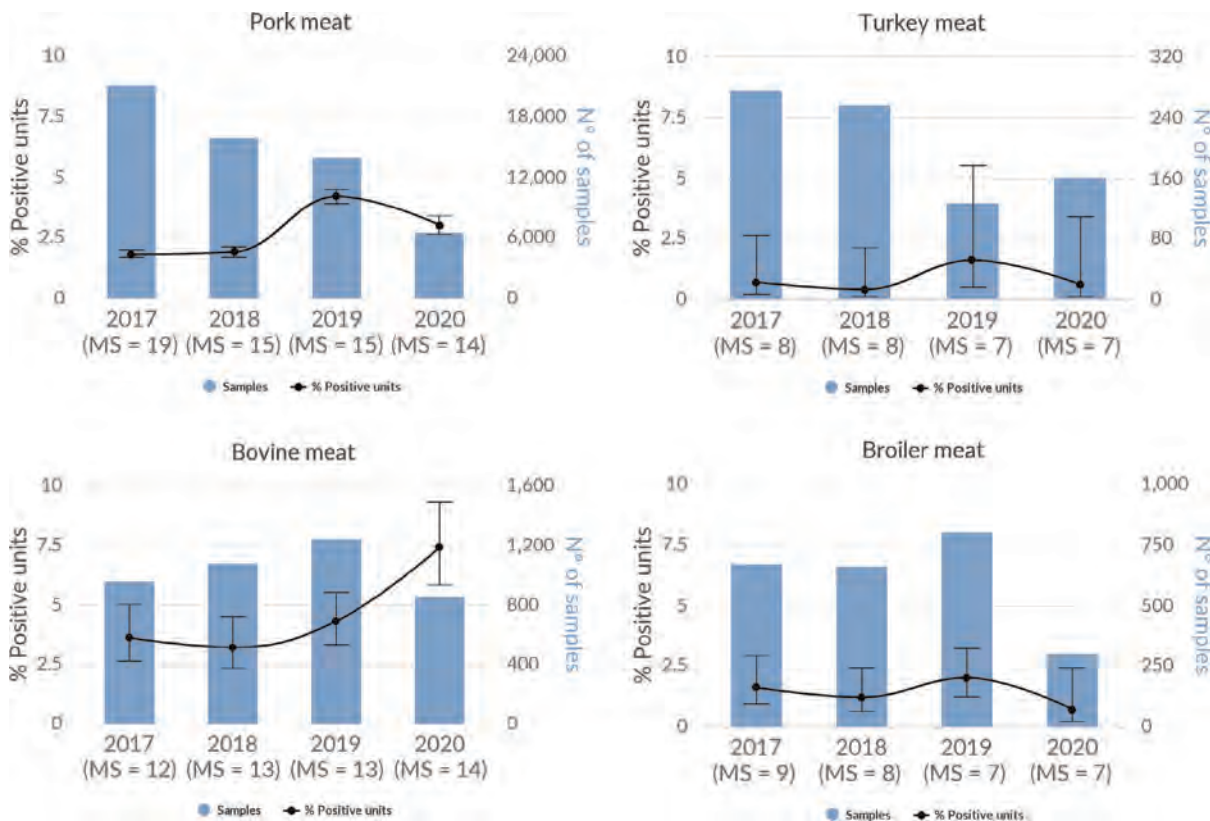 Pork meat
% Positive units
10
7.5
5
2.5
0
24,000
18,000
12,000
6,000
0
N° of samples
2017 2018 2019 2020
(MS = 19) (MS = 15) (MS = 15) (MS = 14)
Samples % Positive units
Turkey meat
% Positive units
10
7.5
5
2.5
0
320
240
160
80
0
N° of samples
2017 2018 2019 2020
(MS = 8) (MS = 8) (MS = 7) (MS = 7)
Samples % Positive units
Bovine meat
% Positive units
10
7.5
5
2.5
0
1,600
1,200
800
400
0
N° of samples
2017 2018 2019 2020
(MS = 12) (MS = 13) (MS = 13) (MS = 14)
Samples % Positive units
Broiler meat
% Positive units
10
7.5
5
2.5
0
1,000
750
500
250
0
N° of samples
2017 2018 2019 2020
(MS = 9) (MS = 8) (MS = 7) (MS = 7)
Samples % Positive units